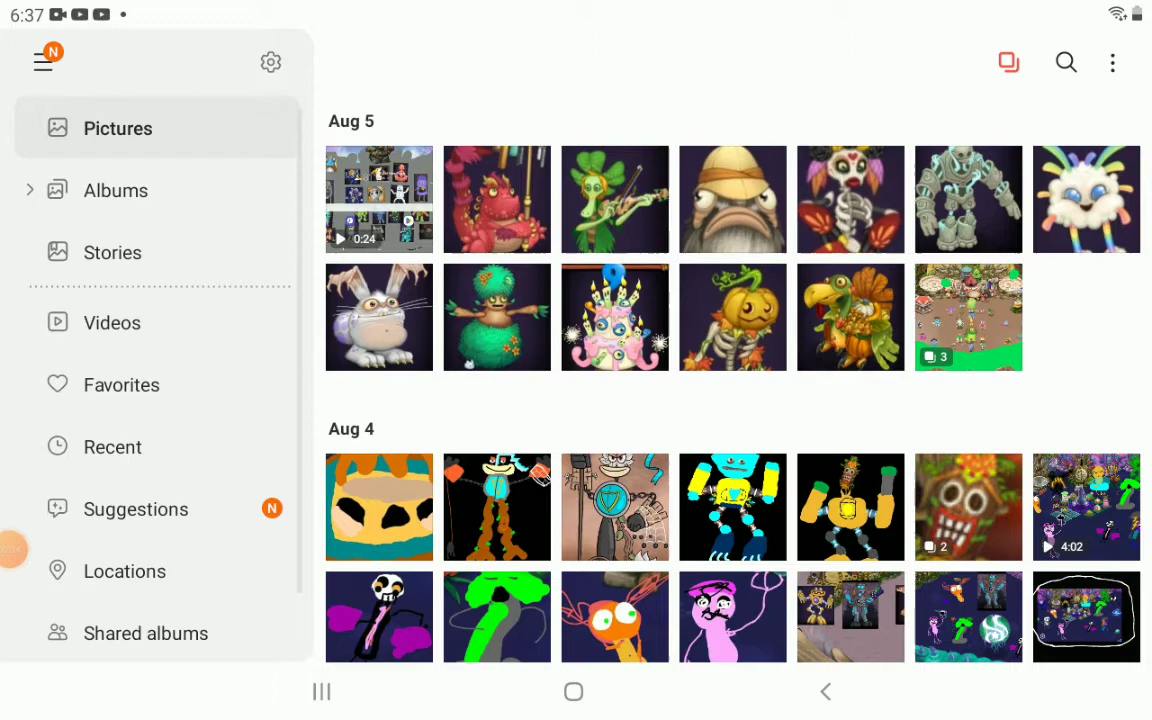 6:37
N
Pictures
Albums
Stories
Videos
Favorites
Recent
Suggestions N
Locations
Shared albums
Aug 5
0:24
3
Aug 4
2
4:02